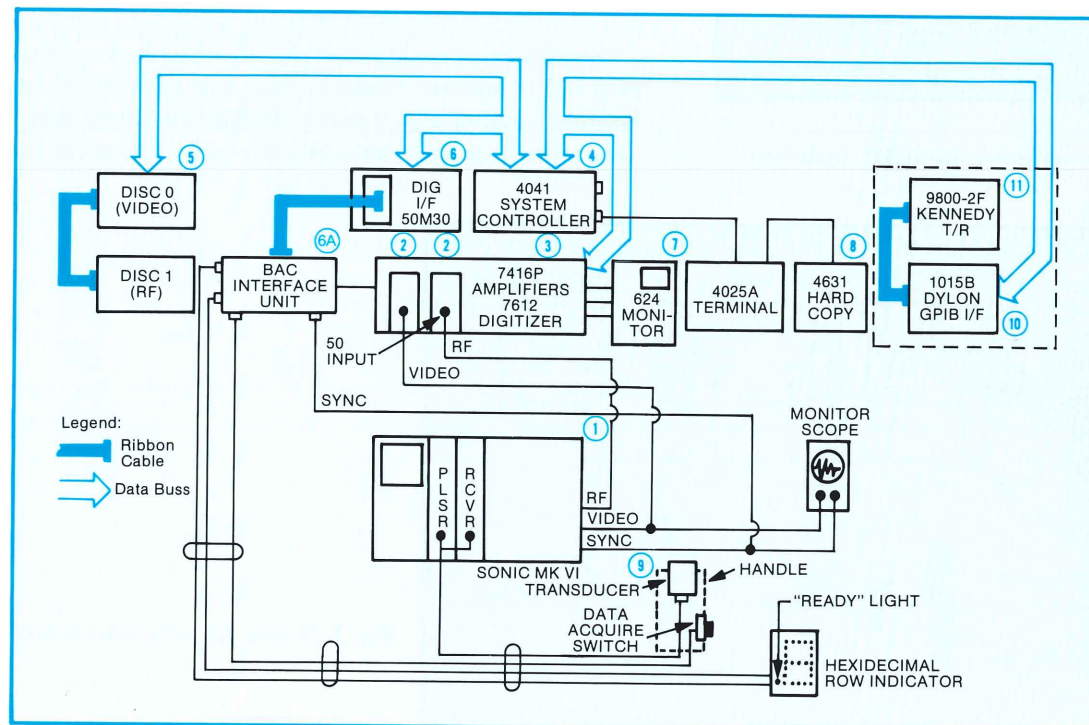 5
DISC 0
(VIDEO)
DISC 1
(RF)
6
DIG
I/F
50M30
4
4041
SYSTEM
CONTROLLER
6A
BAC
INTERFACE
UNIT
2
2
3
7416P
AMPLIFIERS
7612
DIGITIZER
7
624
MONI-
TOR
4025A
TERMINAL
8
4631
HARD
COPY
11
9800-2F
KENNEDY
T/R
1015B
DYLON
GPIB I/F
10
50
INPUT
RF
VIDEO
SYNC
Legend:
Ribbon
Cable
Data Buss
1
PLSR
RCVR
RF
VIDEO
SYNC
SONIC MK VI
MONITOR
SCOPE
9
TRANSDUCER
HANDLE
DATA
ACQUIRE
SWITCH
"READY" LIGHT
HEXIDECIMAL
ROW INDICATOR